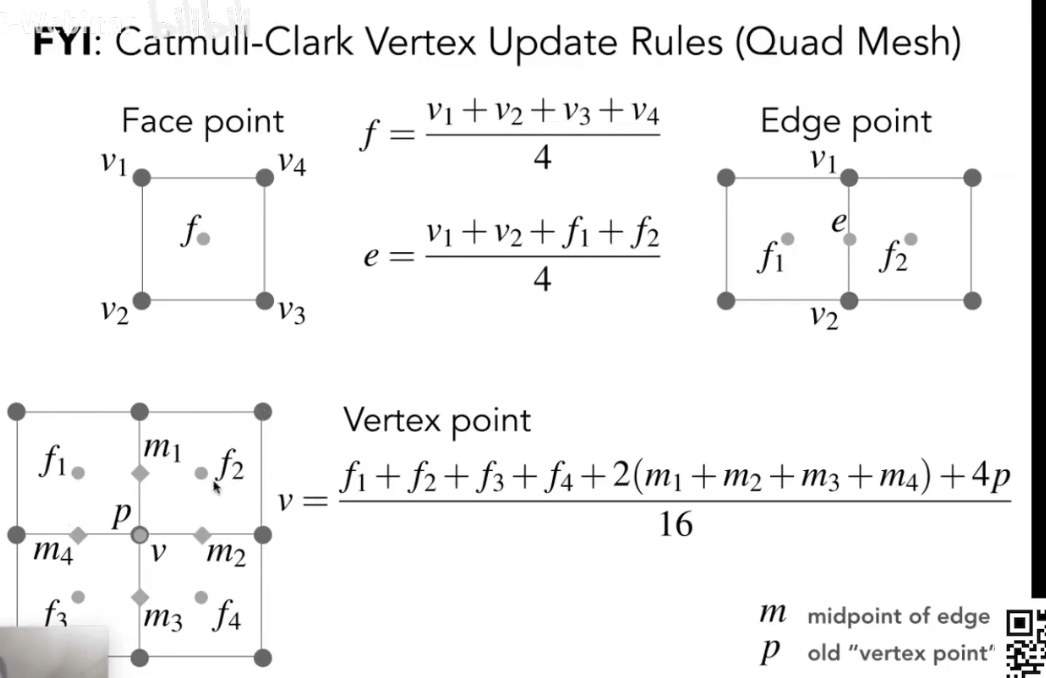 FYI: Catmull-Clark Vertex Update Rules (Quad Mesh)
Face point
f = (v₁ + v₂ + v₃ + v₄) / 4
Edge point
v₁
v₄
f
v₂
v₃
e = (v₁ + v₂ + f₁ + f₂) / 4
v₁
e
f₁
f₂
v₂
Vertex point
v = (f₁ + f₂ + f₃ + f₄ + 2(m₁ + m₂ + m₃ + m₄) + 4p) / 16
f₁
m₁
f₂
p
m₄
v
m₂
f₃
m₃
f₄
m midpoint of edge
p old "vertex point"
bilibili